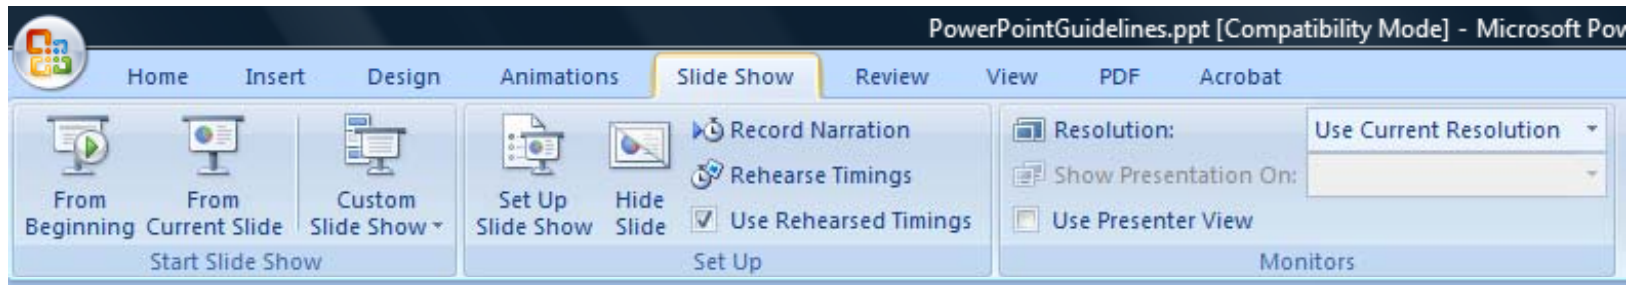 PowerPointGuidelines.ppt [Compatibility Mode] - Microsoft
Home Insert Design Animations Slide Show Review View PDF Acrobat
From Beginning
From Current Slide
Custom Slide Show
Start Slide Show
Set Up Slide Show
Hide Slide
Record Narration
Rehearse Timings
Use Rehearsed Timings
Set Up
Resolution: Use Current Resolution
Show Presentation On:
Use Presenter View
Monitors